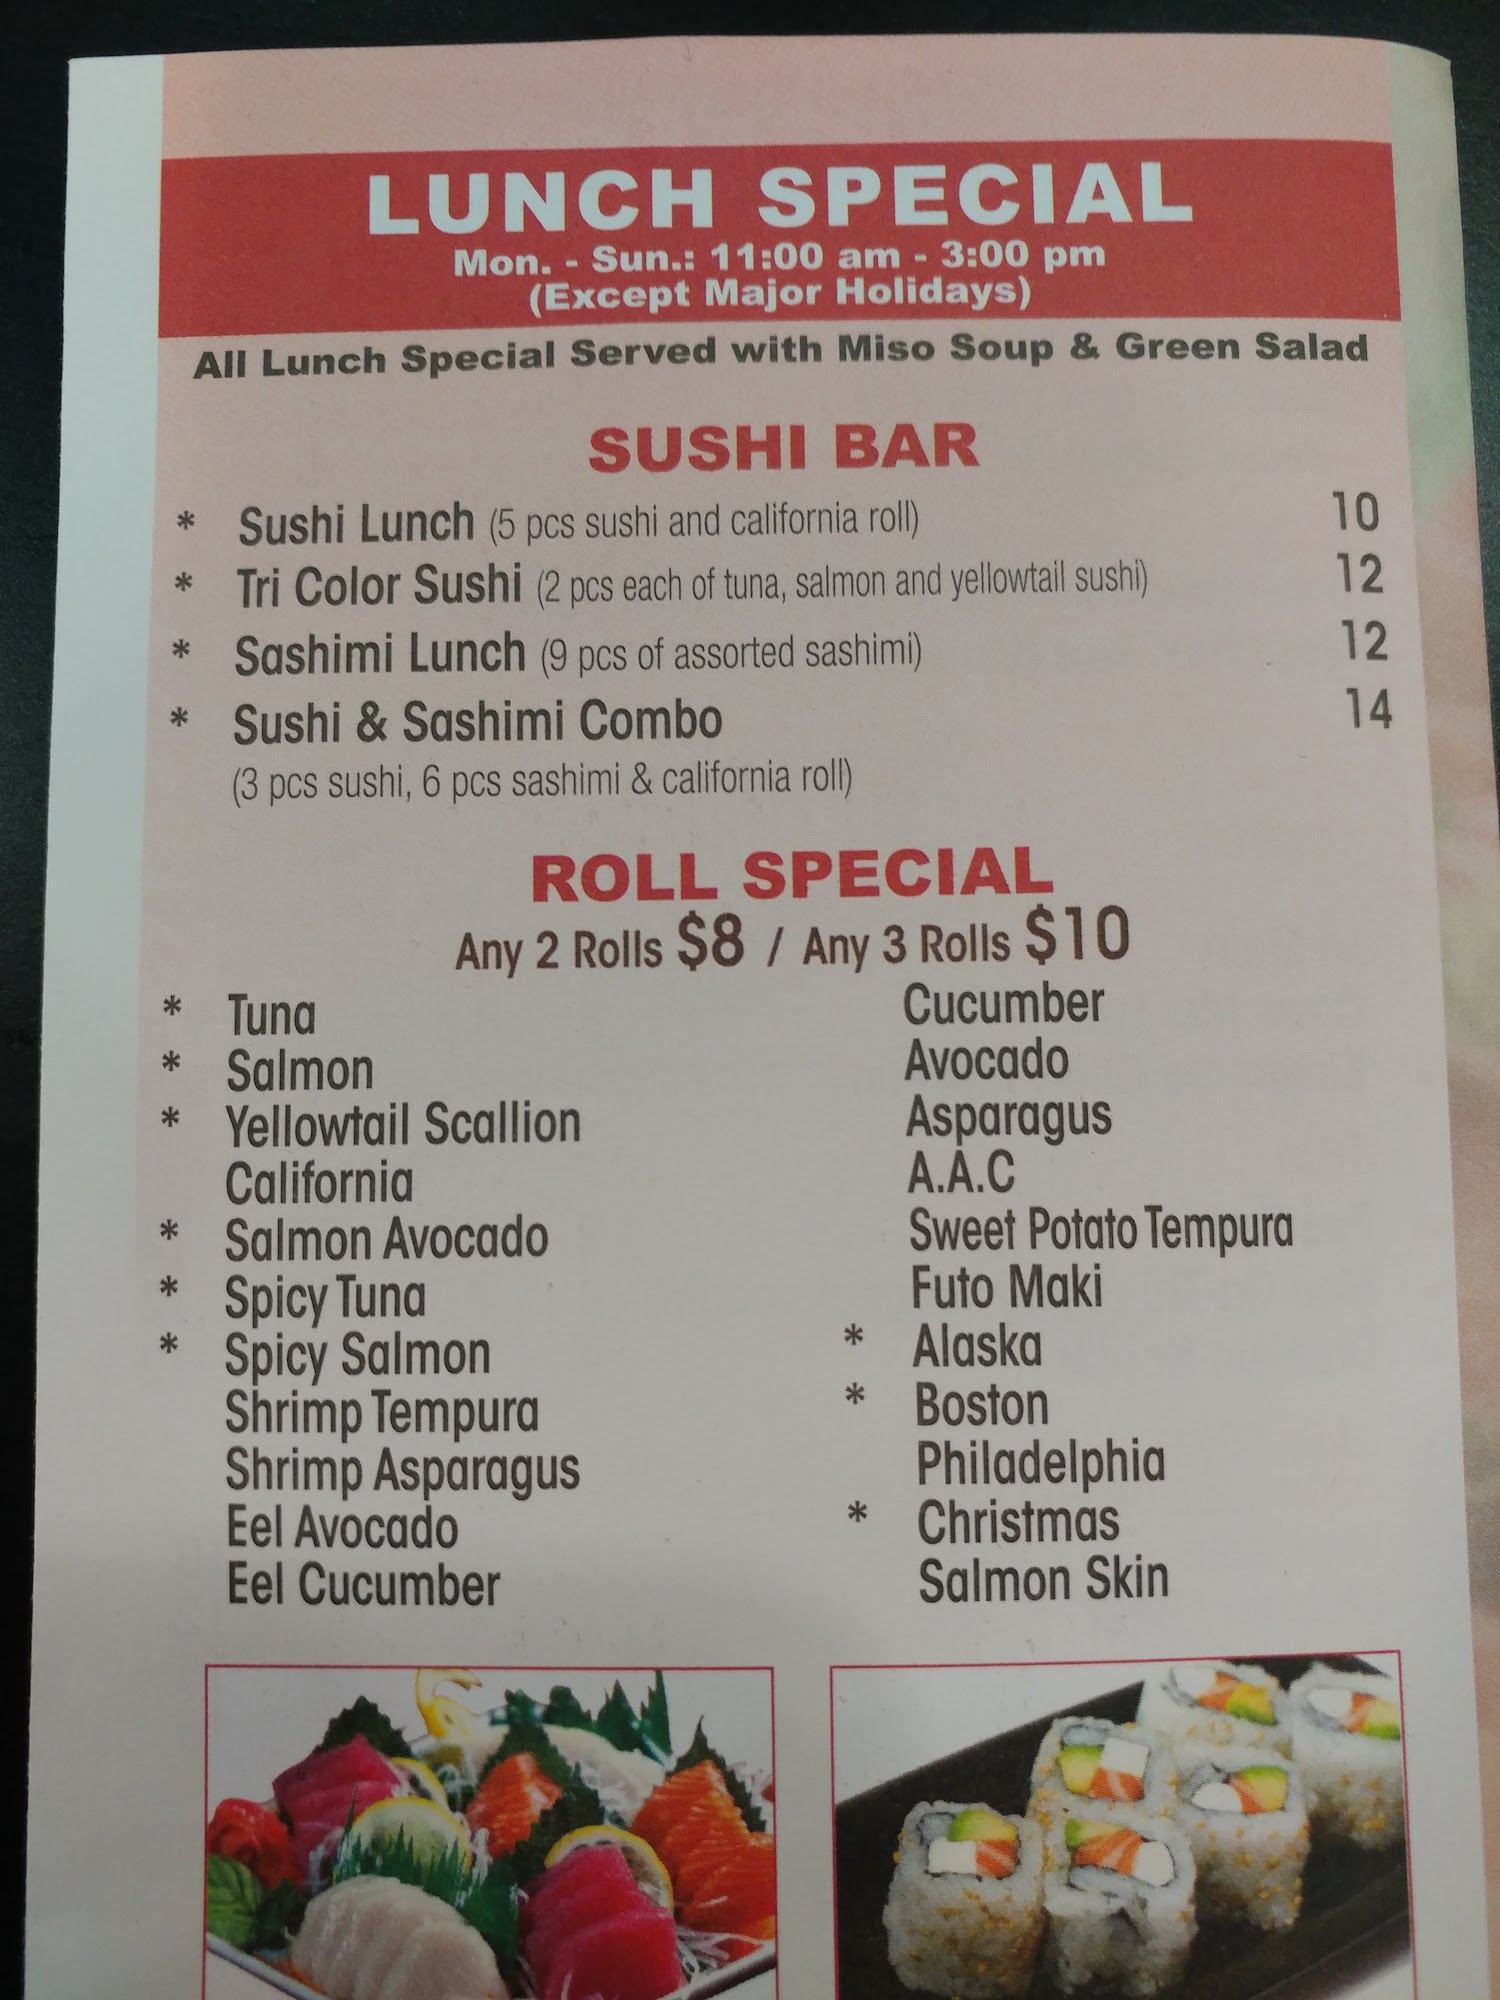 LUNCH SPECIAL
Mon. - Sun.: 11:00 am - 3:00 pm
(Except Major Holidays)
All Lunch Special Served with Miso Soup & Green Salad
SUSHI BAR
* Sushi Lunch (5 pcs sushi and california roll) 10
* Tri Color Sushi (2 pcs each of tuna, salmon and yellowtail sushi) 12
* Sashimi Lunch (9 pcs of assorted sashimi) 12
* Sushi & Sashimi Combo 14
(3 pcs sushi, 6 pcs sashimi & california roll)
ROLL SPECIAL
Any 2 Rolls $8 / Any 3 Rolls $10
* Tuna
* Salmon
* Yellowtail Scallion
California
* Salmon Avocado
* Spicy Tuna
* Spicy Salmon
Shrimp Tempura
Shrimp Asparagus
Eel Avocado
Eel Cucumber
Cucumber
Avocado
Asparagus
A.A.C
Sweet Potato Tempura
Futo Maki
* Alaska
* Boston
Philadelphia
* Christmas
Salmon Skin